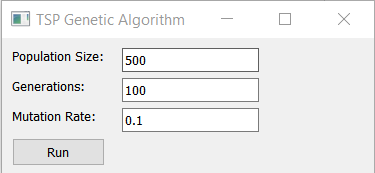 TSP Genetic Algorithm
Population Size: 500
Generations: 100
Mutation Rate: 0.1
Run